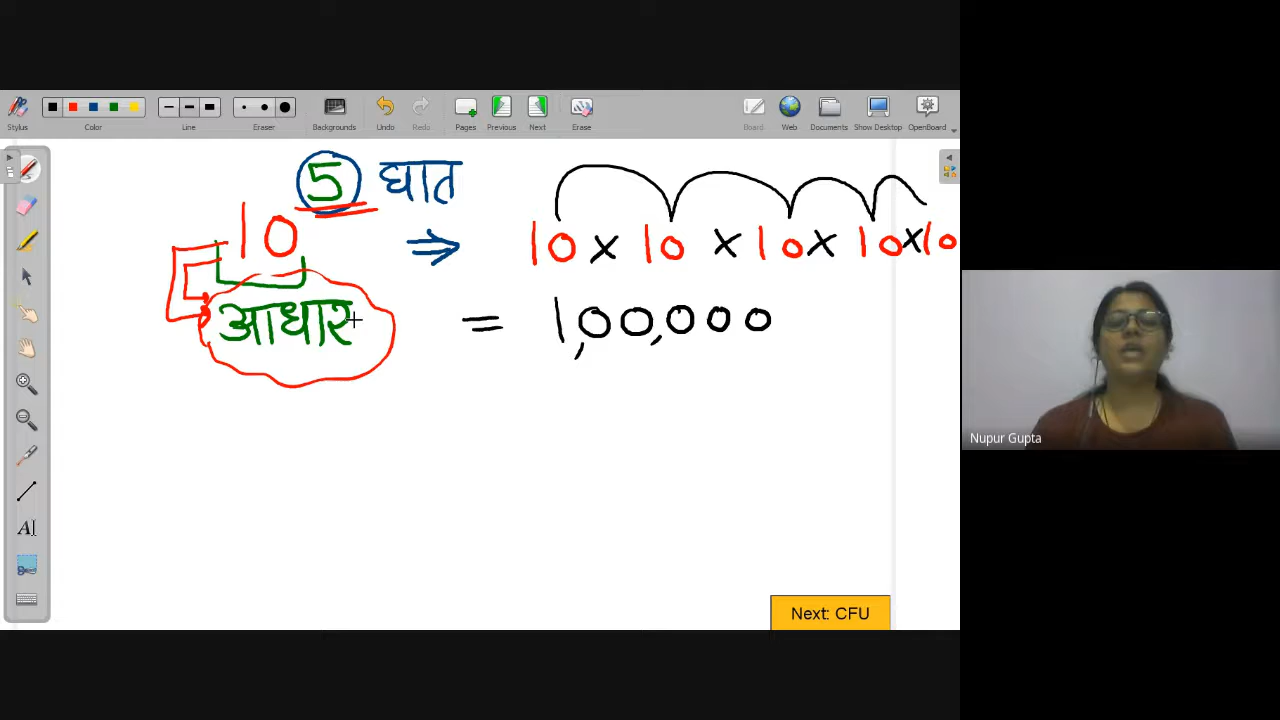 Stylus
Color
Line
Eraser
Backgrounds
Undo
Redo
Pages
Previous
Next
Erase
Board
Web
Documents
Show Desktop
OpenBoard
5 घात
10 ⇒ 10 × 10 × 10 × 10 × 10
आधार = 1,00,000
Nupur Gupta
Next: CFU